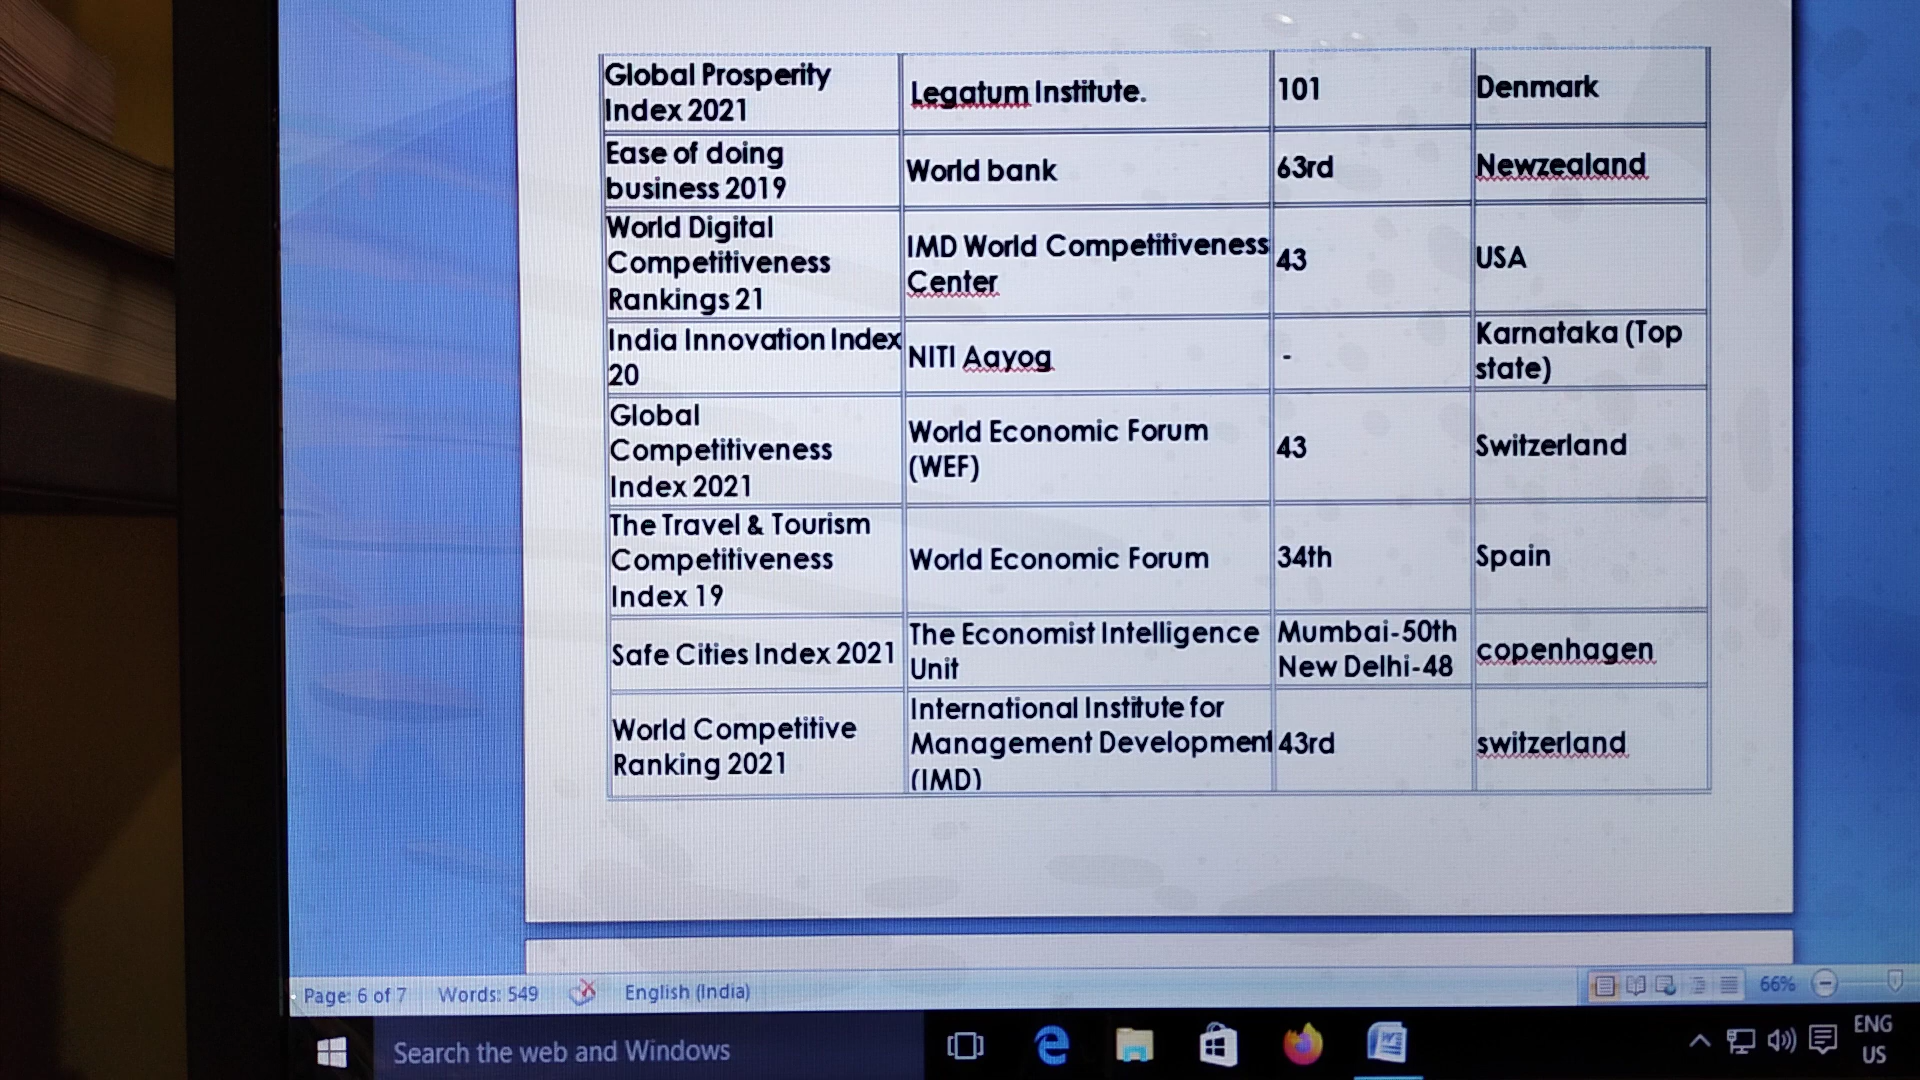 Global Prosperity
Index 2021
Legatum Institute.
101
Denmark
Ease of doing
business 2019
World bank
63rd
Newzealand
World Digital
Competitiveness
Rankings 21
IMD World Competitiveness
Center
43
USA
India Innovation Index
20
NITI Aayog
-
Karnataka (Top
state)
Global
Competitiveness
Index 2021
World Economic Forum
(WEF)
43
Switzerland
The Travel & Tourism
Competitiveness
Index 19
World Economic Forum
34th
Spain
Safe Cities Index 2021
The Economist Intelligence
Unit
Mumbai-50th
New Delhi-48
copenhagen
World Competitive
Ranking 2021
International Institute for
Management Development
(IMD)
43rd
switzerland
Page: 6 of 7
Words: 549
English (India)
66%
Search the web and Windows
ENG
US